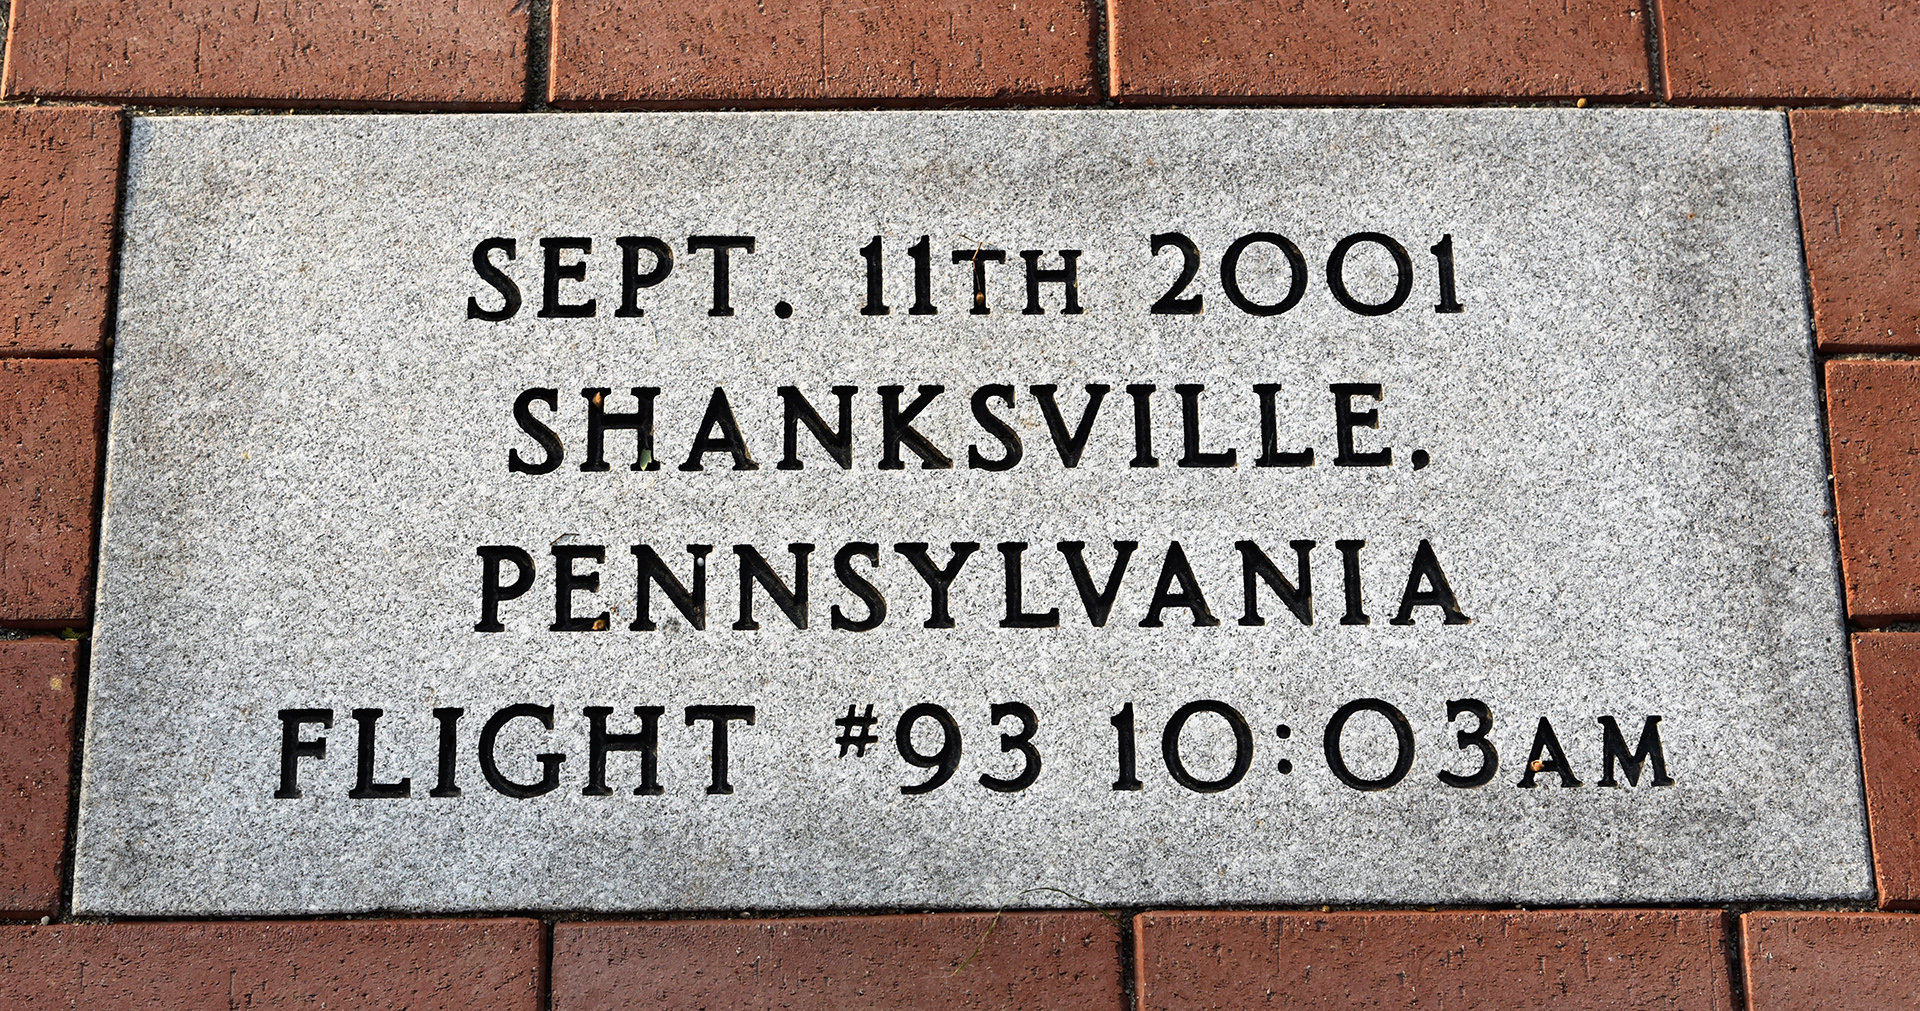 SEPT. 11TH 2001
SHANKSVILLE,
PENNSYLVANIA
FLIGHT #93 10:03AM